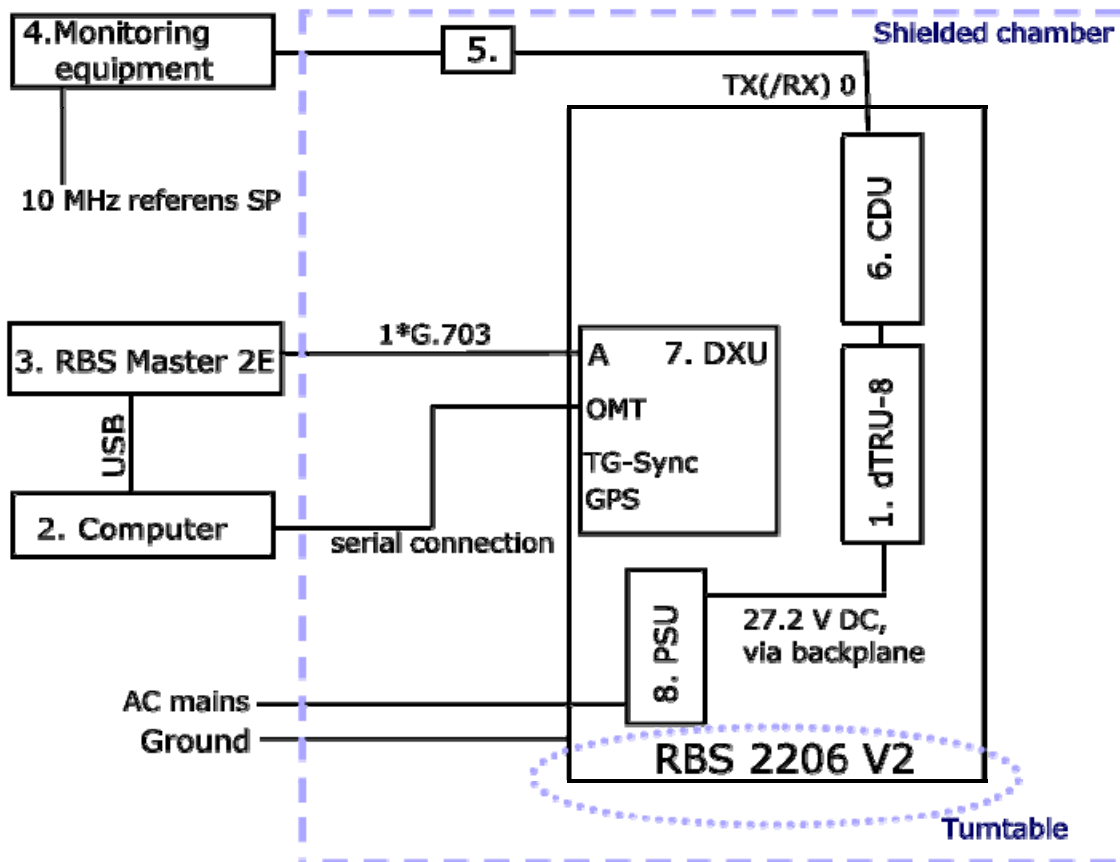 4.Monitoring
equipment
5.
Shielded chamber
TX(/RX) 0
10 MHz referens SP
6. CDU
1*G.703
3. RBS Master 2E
A
7. DXU
OMT
TG-Sync
GPS
1. dTRU-8
USB
2. Computer
serial connection
8. PSU
27.2 V DC,
via backplane
AC mains
Ground
RBS 2206 V2
Turntable